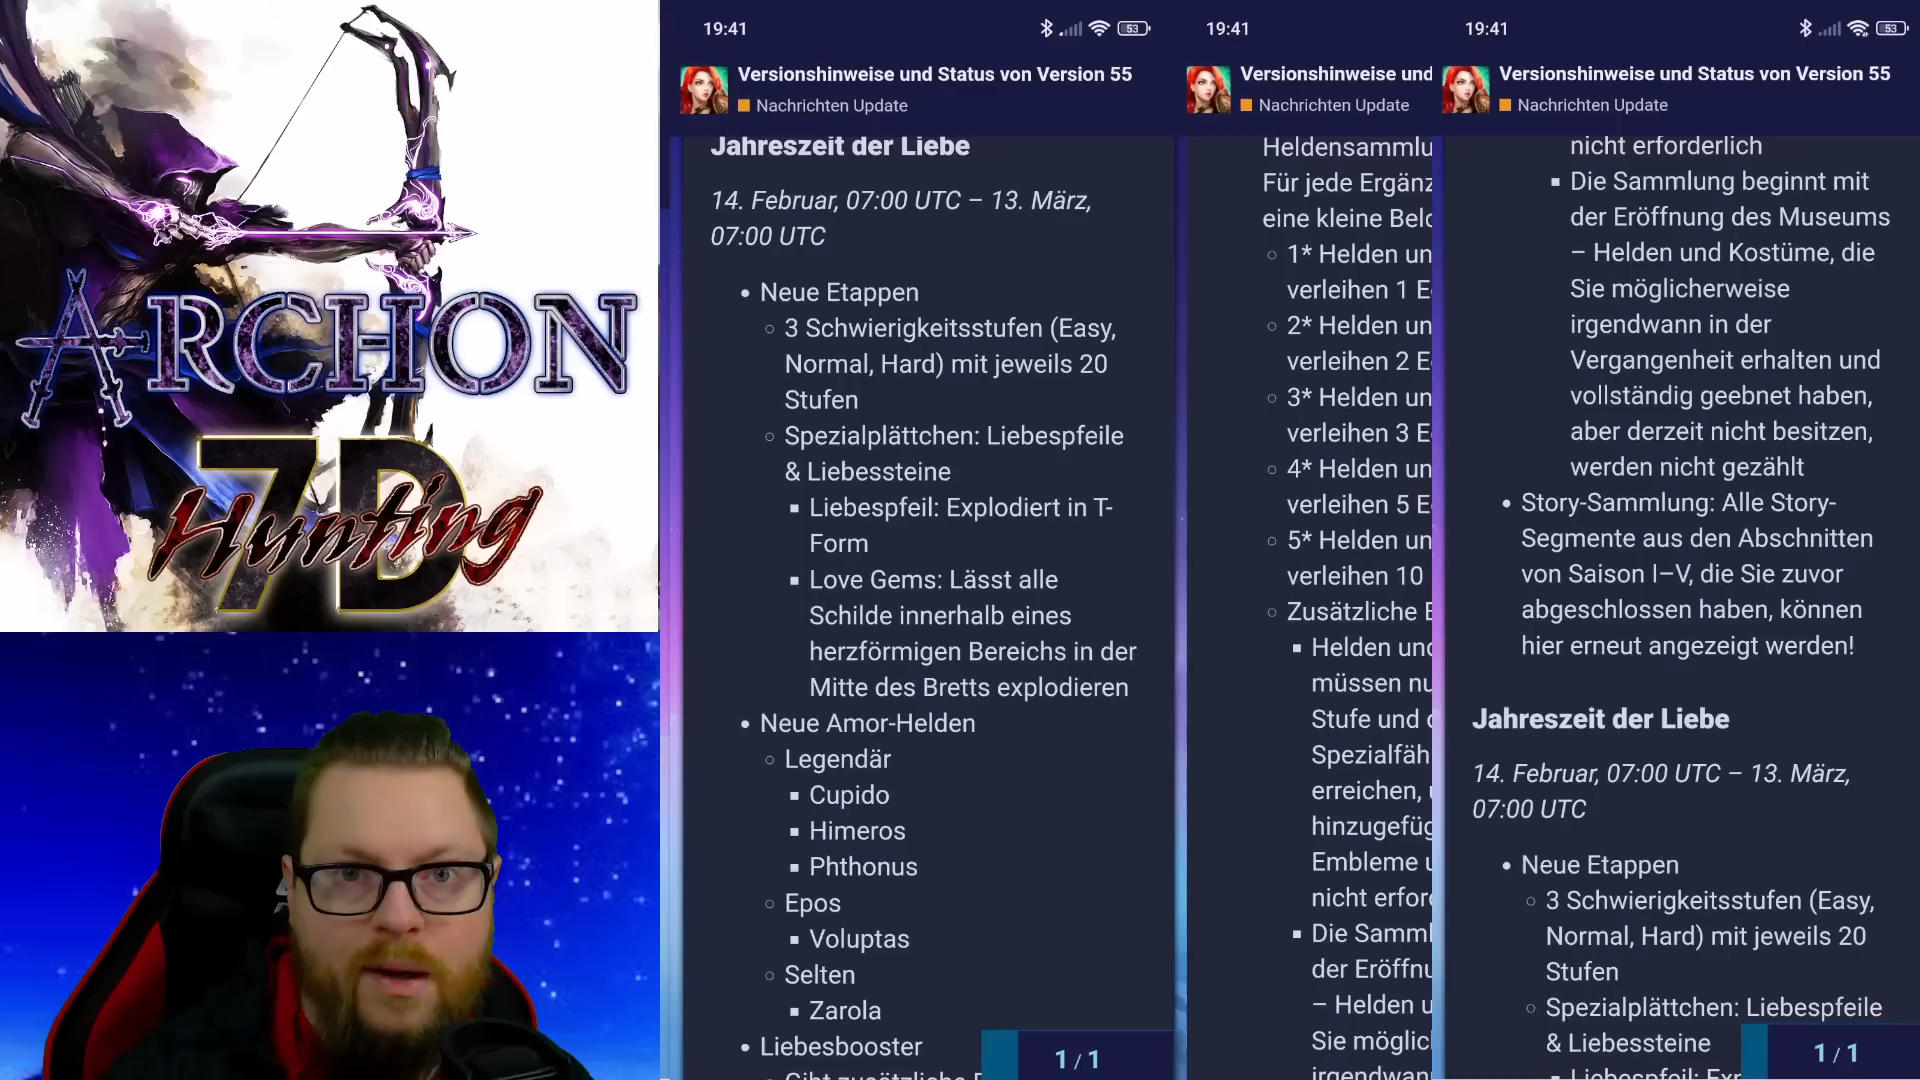 ARCHON
7D
Hunting
19:41
53
Versionshinweise und Status von Version 55
Nachrichten Update
Jahreszeit der Liebe
14. Februar, 07:00 UTC – 13. März,
07:00 UTC
• Neue Etappen
○ 3 Schwierigkeitsstufen (Easy,
Normal, Hard) mit jeweils 20
Stufen
○ Spezialplättchen: Liebespfeile
& Liebessteine
▪ Liebespfeil: Explodiert in T-
Form
▪ Love Gems: Lässt alle
Schilde innerhalb eines
herzförmigen Bereichs in der
Mitte des Bretts explodieren
• Neue Amor-Helden
○ Legendär
▪ Cupido
▪ Himeros
▪ Phthonus
○ Epos
▪ Voluptas
○ Selten
▪ Zarola
• Liebesbooster
1 / 1
19:41
Versionshinweise und
Nachrichten Update
Heldensammlu
Für jede Ergänz
eine kleine Belo
○ 1* Helden un
verleihen 1 E
○ 2* Helden un
verleihen 2 E
○ 3* Helden un
verleihen 3 E
○ 4* Helden un
verleihen 5 E
○ 5* Helden un
verleihen 10
○ Zusätzliche E
▪ Helden und
müssen nu
Stufe und
Spezialfäh
erreichen,
hinzugefüg
Embleme
nicht erford
▪ Die Samml
der Eröffnu
– Helden u
Sie möglic
irgendwan
19:41
53
Versionshinweise und Status von Version 55
Nachrichten Update
nicht erforderlich
▪ Die Sammlung beginnt mit
der Eröffnung des Museums
– Helden und Kostüme, die
Sie möglicherweise
irgendwann in der
Vergangenheit erhalten und
vollständig geebnet haben,
aber derzeit nicht besitzen,
werden nicht gezählt
• Story-Sammlung: Alle Story-
Segmente aus den Abschnitten
von Saison I–V, die Sie zuvor
abgeschlossen haben, können
hier erneut angezeigt werden!
Jahreszeit der Liebe
14. Februar, 07:00 UTC – 13. März,
07:00 UTC
• Neue Etappen
○ 3 Schwierigkeitsstufen (Easy,
Normal, Hard) mit jeweils 20
Stufen
○ Spezialplättchen: Liebespfeile
& Liebessteine
1 / 1